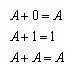 A + 0 = A
A + 1 = 1
A + A = A